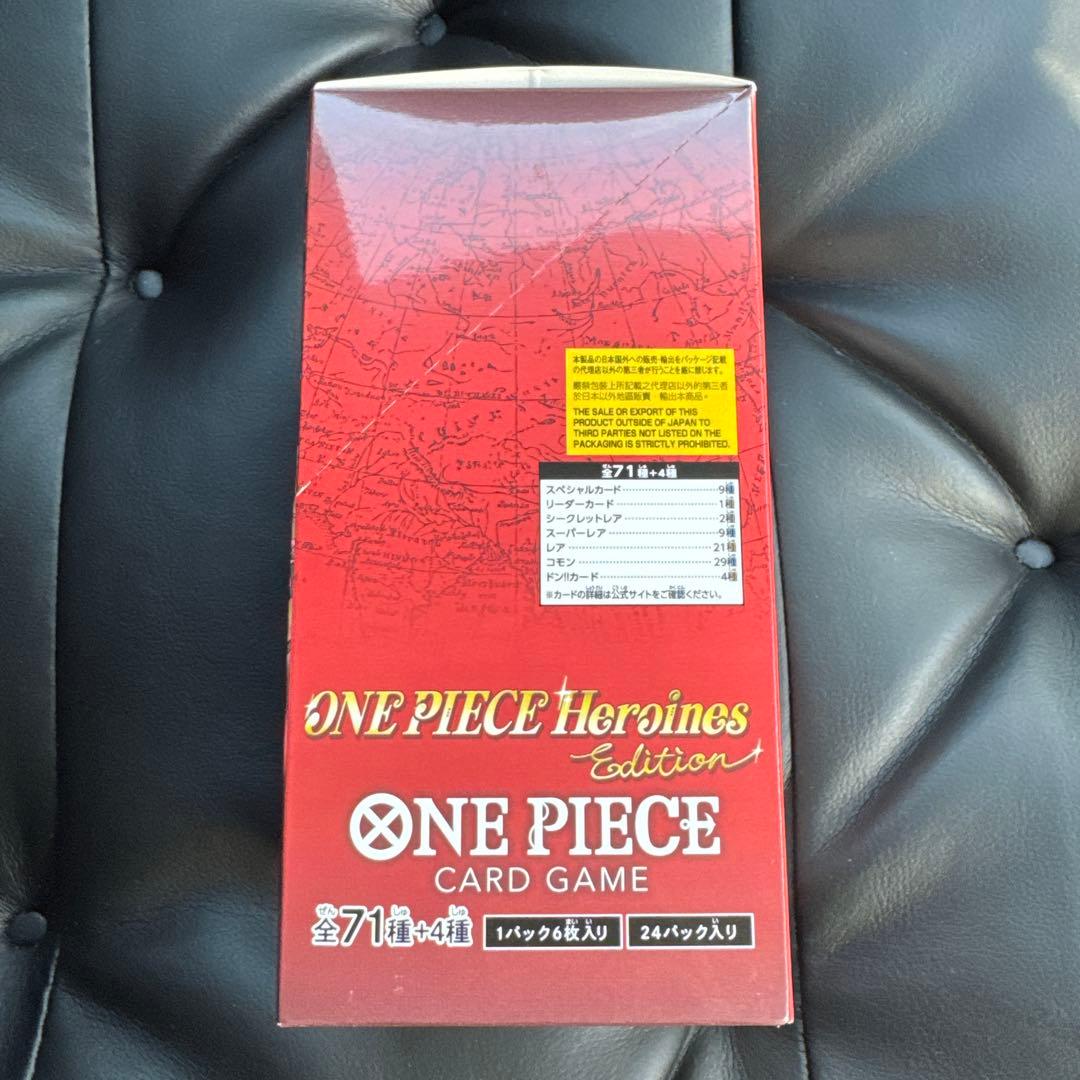 本製品の日本国外への販売・輸出をパッケージ記載
の代理店以外の第三者が行うことを厳に禁じます。
嚴禁包裝上所記載之代理店以外的第三者
於日本以外地區販賣、輸出本商品。
THE SALE OR EXPORT OF THIS
PRODUCT OUTSIDE OF JAPAN TO
THIRD PARTIES NOT LISTED ON THE
PACKAGING IS STRICTLY PROHIBITED.
全71種+4種
スペシャルカード 9種
リーダーカード 1種
シークレットレア 2種
スーパーレア 9種
レア 21種
コモン 29種
ドン!!カード 4種
※カードの詳細は公式サイトをご確認ください。
ONE PIECE Heroines
Edition
ONE PIECE
CARD GAME
全71種+4種 1パック6枚入り 24パック入り